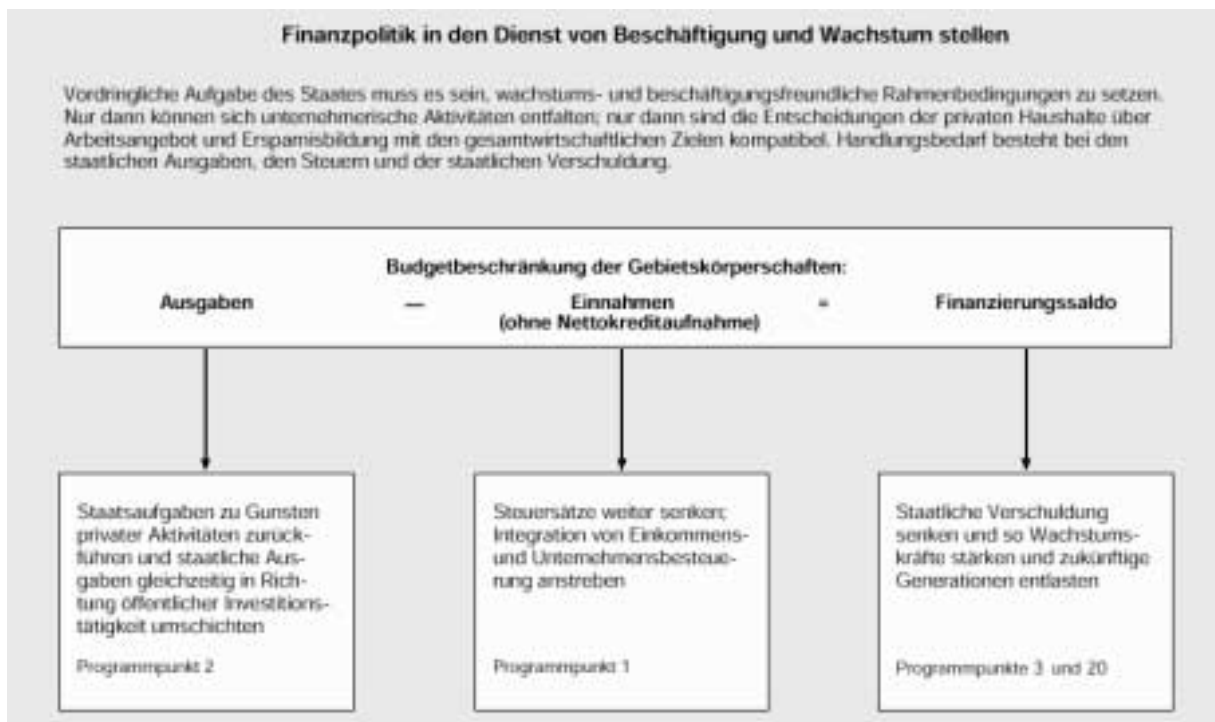 Finanzpolitik in den Dienst von Beschäftigung und Wachstum stellen
Vordringliche Aufgabe des Staates muss es sein, wachstums- und beschäftigungsfreundliche Rahmenbedingungen zu setzen.
Nur dann können sich unternehmerische Aktivitäten entfalten; nur dann sind die Entscheidungen der privaten Haushalte über
Arbeitsangebot und Ersparnisbildung mit den gesamtwirtschaftlichen Zielen kompatibel. Handlungsbedarf besteht bei den
staatlichen Ausgaben, den Steuern und der staatlichen Verschuldung.
Budgetbeschränkung der Gebietskörperschaften:
Ausgaben — Einnahmen = Finanzierungssaldo
(ohne Nettokreditaufnahme)
Staatsaufgaben zu Gunsten
privater Aktivitäten zurück-
führen und staatliche Aus-
gaben gleichzeitig in Rich-
tung öffentlicher Investitions-
tätigkeit umschichten
Programmpunkt 2
Steuersätze weiter senken;
Integration von Einkommens-
und Unternehmensbesteue-
rung anstreben
Programmpunkt 1
Staatliche Verschuldung
senken und so Wachstums-
kräfte stärken und zukünftige
Generationen entlasten
Programmpunkte 3 und 20